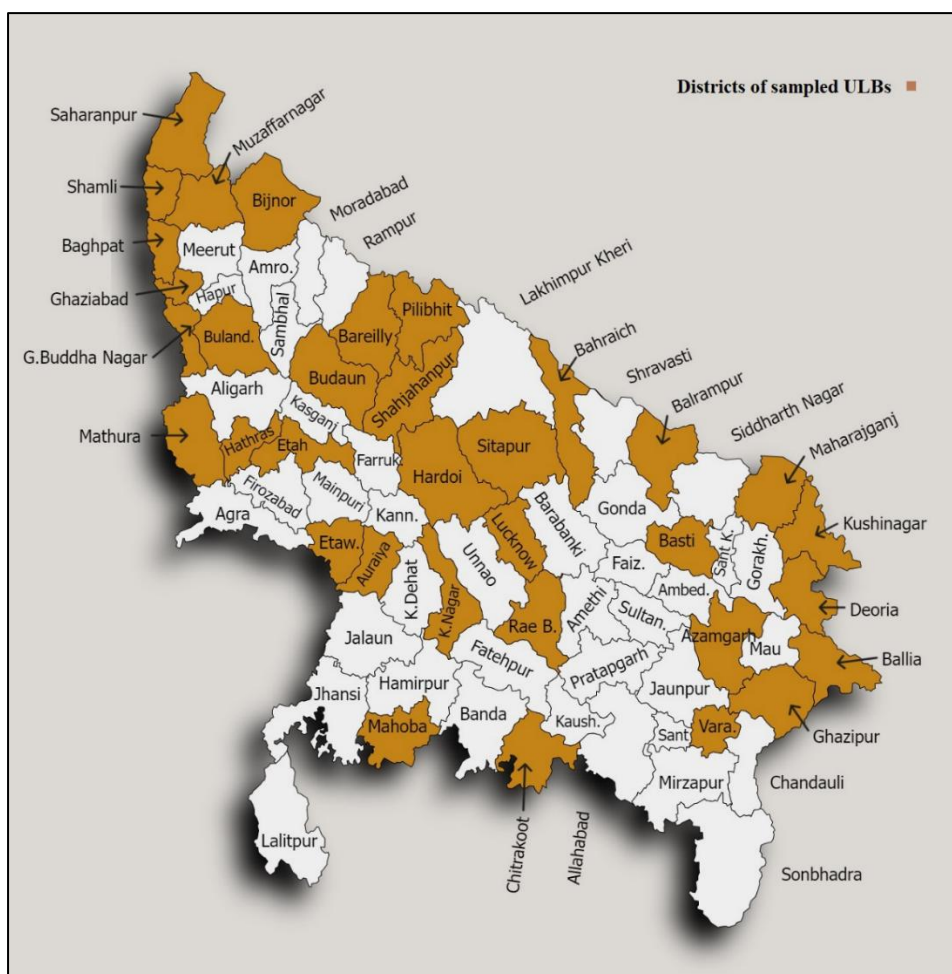 Districts of sampled ULBs
Saharanpur
Muzaffarnagar
Shamli
Bijnor
Moradabad
Rampur
Baghpat
Meerut
Amro.
Ghaziabad
Hapur
Sambhal
Lakhimpur Kheri
Pilibhit
Bareilly
Buland.
G.Buddha Nagar
Bahraich
Shravasti
Balrampur
Siddharth Nagar
Maharajganj
Budaun
Shahjahanpur
Aligarh
Kasganj
Mathura
Hathras
Etah
Farruk.
Sitapur
Hardoi
Mainpuri
Firozabad
Agra
Kann.
Gonda
Barabanki
Lucknow
Kushinagar
Etaw.
Auraiya
K.Dehat
K.Nagar
Unnao
Faiz.
Basti
Sant K.
Gorakh.
Ambed.
Deoria
Rae B.
Amethi
Sultan.
Azamgarh
Mau
Ballia
Jalaun
Fatehpur
Pratapgarh
Jaunpur
Jhansi
Hamirpur
Mahoba
Banda
Kaush.
Sant
Vara.
Ghazipur
Mirzapur
Chandauli
Lalitpur
Chitrakoot
Allahabad
Sonbhadra